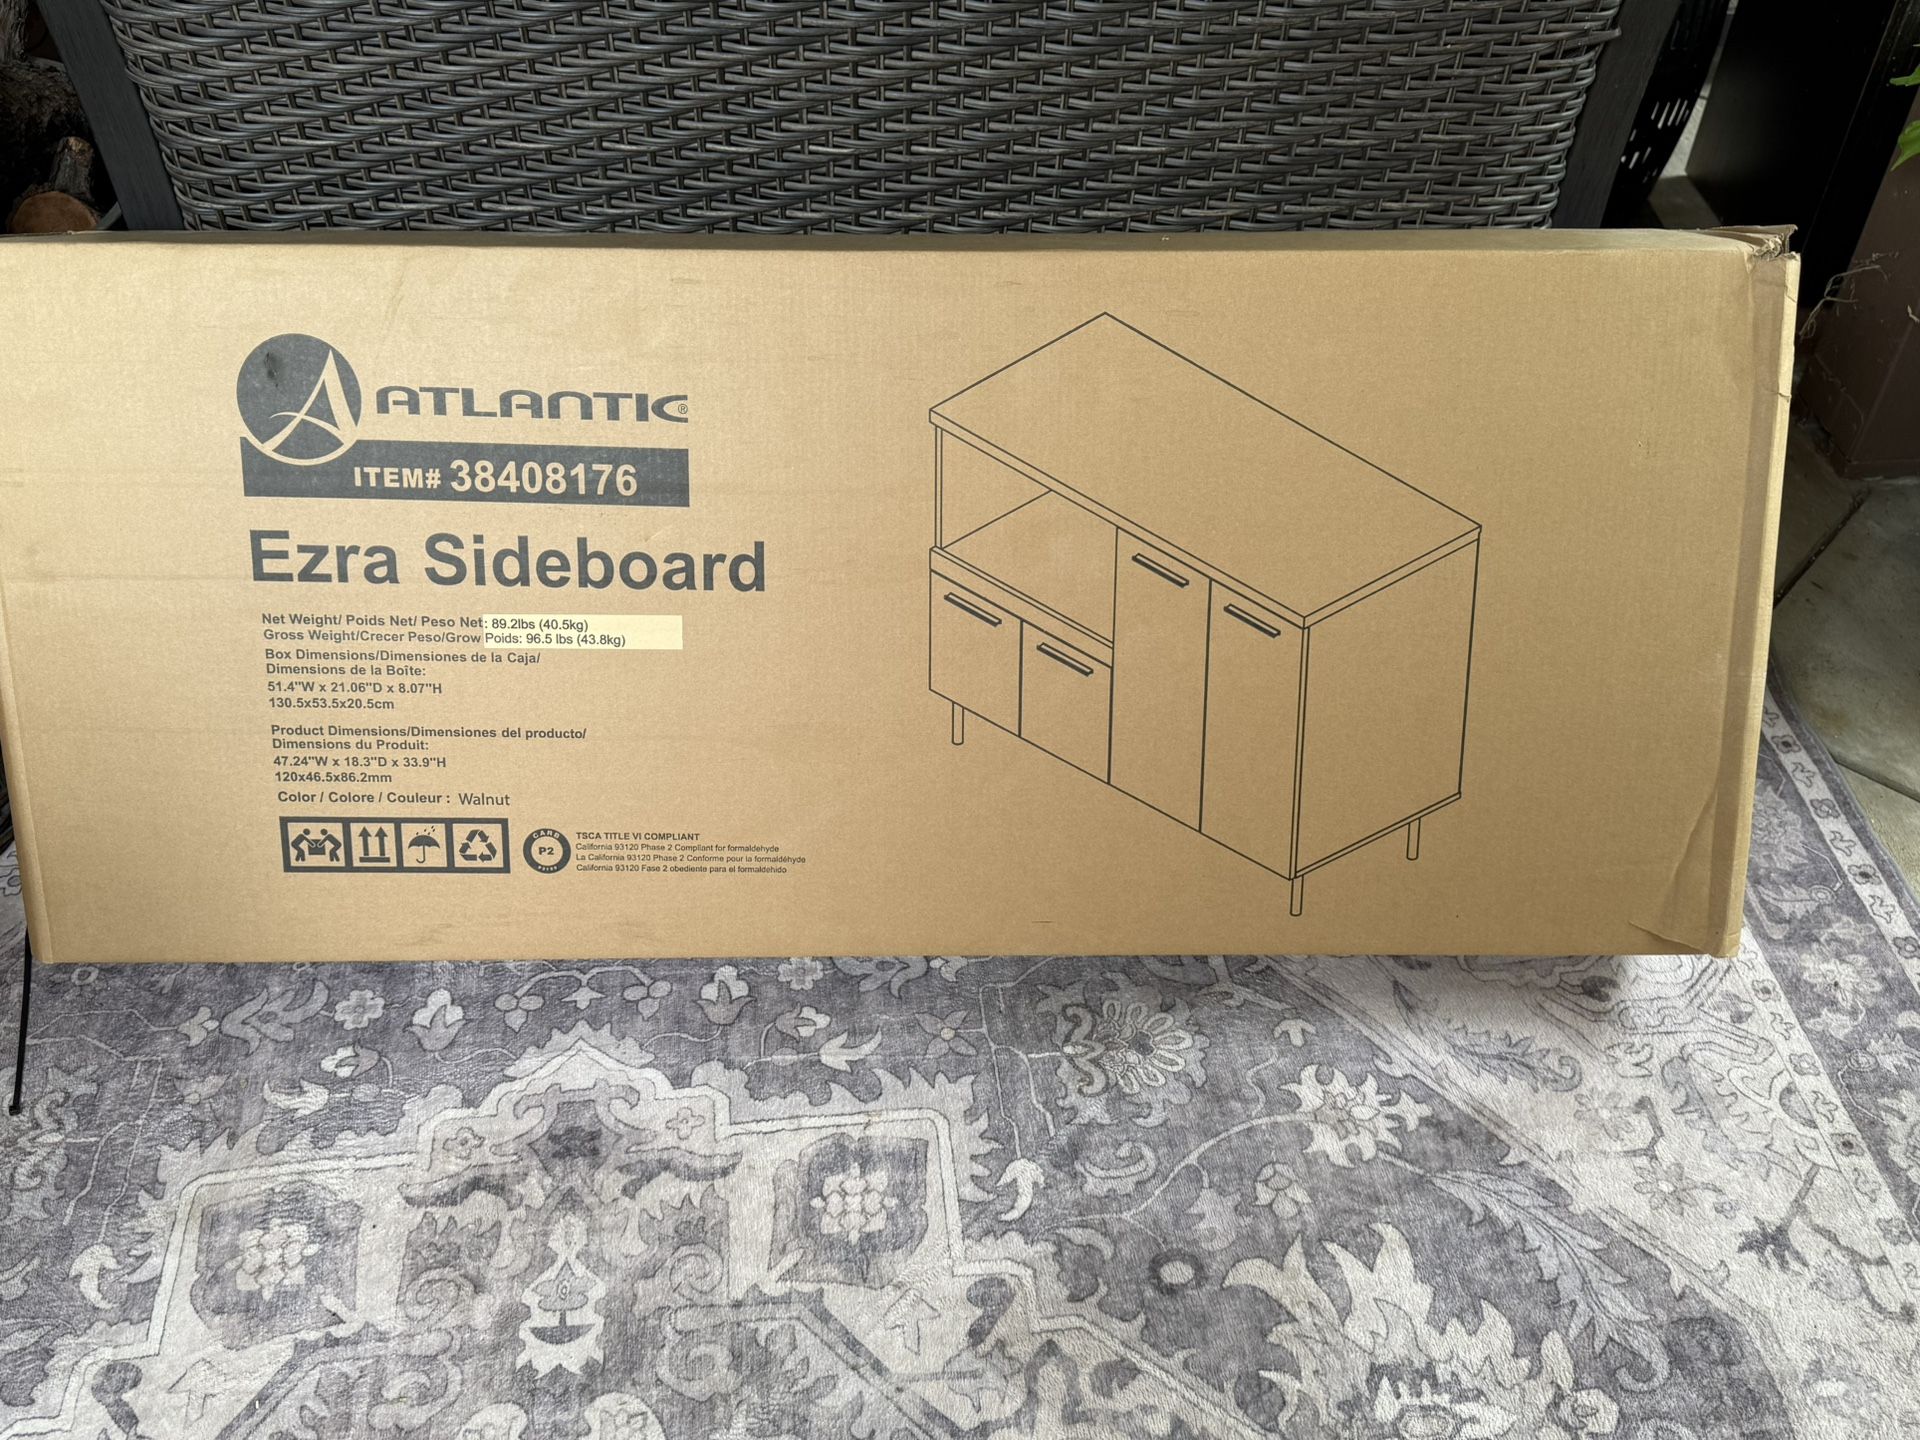 ATLANTIC®
ITEM# 38408176
Ezra Sideboard
Net Weight/ Poids Net/ Peso Net: 89.2lbs (40.5kg)
Gross Weight/Crecer Peso/Grow Poids: 96.5 lbs (43.8kg)
Box Dimensions/Dimensiones de la Caja/
Dimensions de la Boîte:
51.4"W x 21.06"D x 8.07"H
130.5x53.5x20.5cm
Product Dimensions/Dimensiones del producto/
Dimensions du Produit:
47.24"W x 18.3"D x 33.9"H
120x46.5x86.2mm
Color / Colore / Couleur : Walnut
CARB
P2
TSCA TITLE VI COMPLIANT
California 93120 Phase 2 Compliant for formaldehyde
La California 93120 Phase 2 Conforme pour la formaldéhyde
California 93120 Fase 2 obediente para el formaldehido